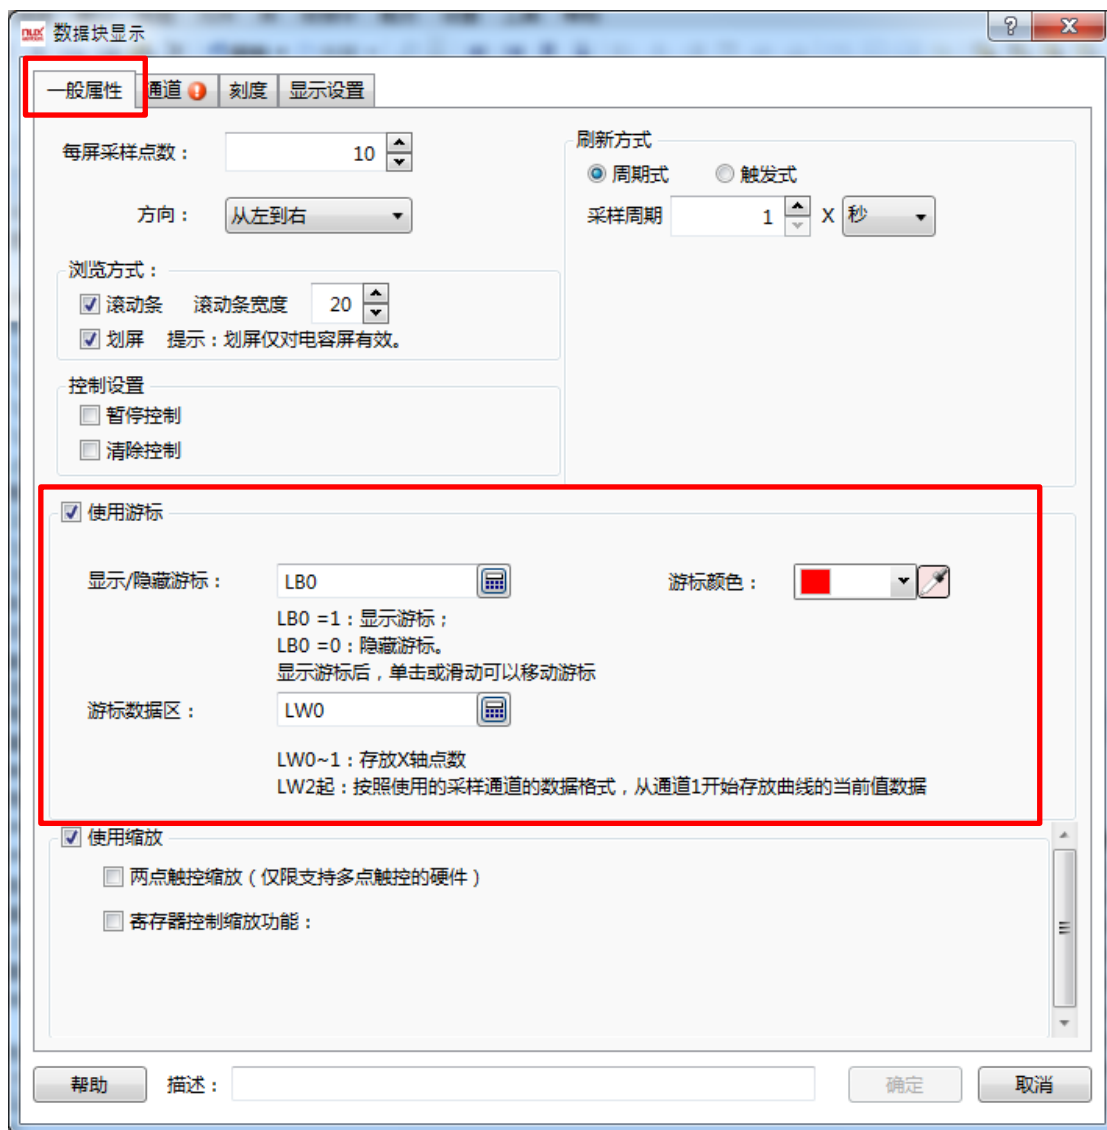 数据块显示
一般属性 通道 刻度 显示设置
每屏采样点数： 10
方向： 从左到右
浏览方式：
滚动条 滚动条宽度 20
划屏 提示：划屏仅对电容屏有效。
控制设置
暂停控制
清除控制
刷新方式
周期式 触发式
采样周期 1 X 秒
使用游标
显示/隐藏游标： LB0 游标颜色：
LB0 =1：显示游标；
LB0 =0：隐藏游标。
显示游标后，单击或滑动可以移动游标
游标数据区： LW0
LW0~1：存放X轴点数
LW2起：按照使用的采样通道的数据格式，从通道1开始存放曲线的当前值数据
使用缩放
两点触控缩放（仅限支持多点触控的硬件）
寄存器控制缩放功能：
帮助 描述： 确定 取消